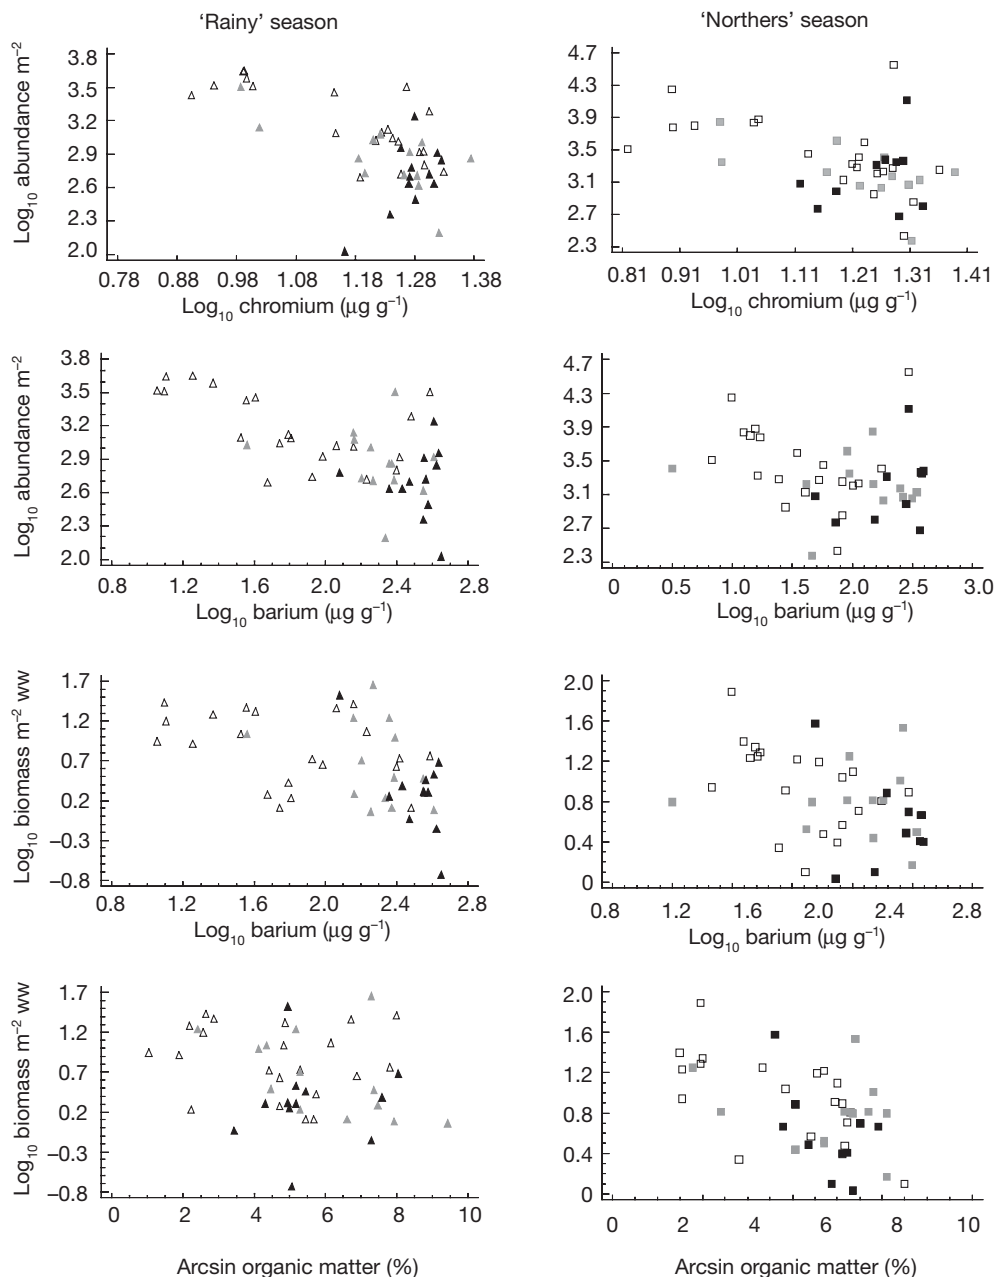 ‘Rainy’ season
‘Northers’ season
Log10 abundance m–2
3.8
3.5
3.2
2.9
2.6
2.3
2.0
0.78 0.88 0.98 1.08 1.18 1.28 1.38
Log10 chromium (µg g–1)
4.7
4.3
3.9
3.5
3.1
2.7
2.3
0.81 0.91 1.01 1.11 1.21 1.31 1.41
Log10 chromium (µg g–1)
Log10 abundance m–2
3.8
3.5
3.2
2.9
2.6
2.3
2.0
0.8 1.2 1.6 2.0 2.4 2.8
Log10 barium (µg g–1)
4.7
4.3
3.9
3.5
3.1
2.7
2.3
0 0.5 1.0 1.5 2.0 2.5 3.0
Log10 barium (µg g–1)
Log10 biomass m–2 ww
1.7
1.2
0.7
0.2
–0.3
–0.8
0.8 1.2 1.6 2.0 2.4 2.8
Log10 barium (µg g–1)
2.0
1.6
1.2
0.8
0.4
0
0.8 1.2 1.6 2.0 2.4 2.8
Log10 barium (µg g–1)
Log10 biomass m–2 ww
1.7
1.2
0.7
0.2
–0.3
–0.8
0 2 4 6 8 10
Arcsin organic matter (%)
2.0
1.6
1.2
0.8
0.4
0
0 2 4 6 8 10
Arcsin organic matter (%)